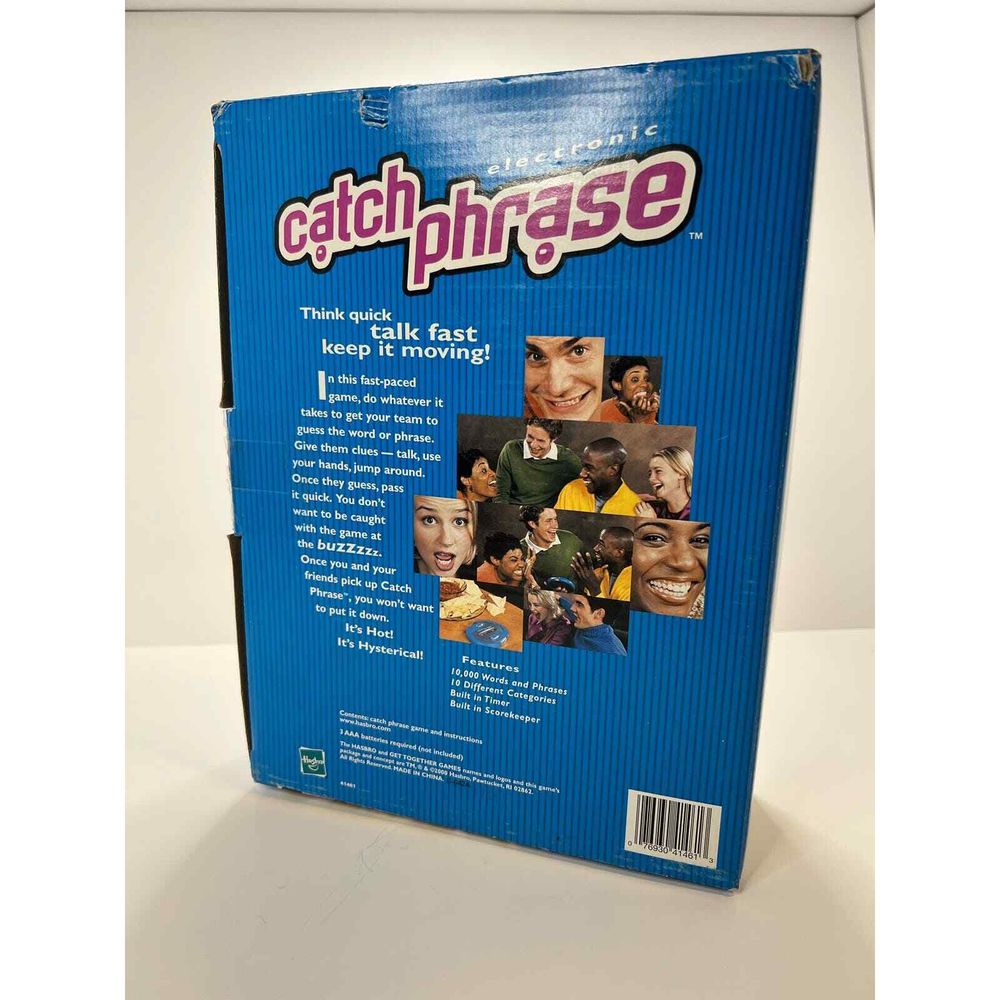 electronic
catch phrase™
Think quick
talk fast
keep it moving!
In this fast-paced
game, do whatever it
takes to get your team to
guess the word or phrase.
Give them clues — talk, use
your hands, jump around.
Once they guess, pass
it quick. You don't
want to be caught
with the game at
the buzzzzz.
Once you and your
friends pick up Catch
Phrase™, you won't want
to put it down.
It's Hot!
It's Hysterical!
Features
10,000 Words and Phrases
10 Different Categories
Built in Timer
Built in Scorekeeper
Contents: catch phrase game and instructions
www.hasbro.com
3 AAA batteries required (not included)
The HASBRO and GET TOGETHER GAMES names and logos and this game's
package and concept are TM, ® & ©2000 Hasbro, Pawtucket, RI 02862.
All Rights Reserved. MADE IN CHINA.
Hasbro
41461
0 76930 41461 3